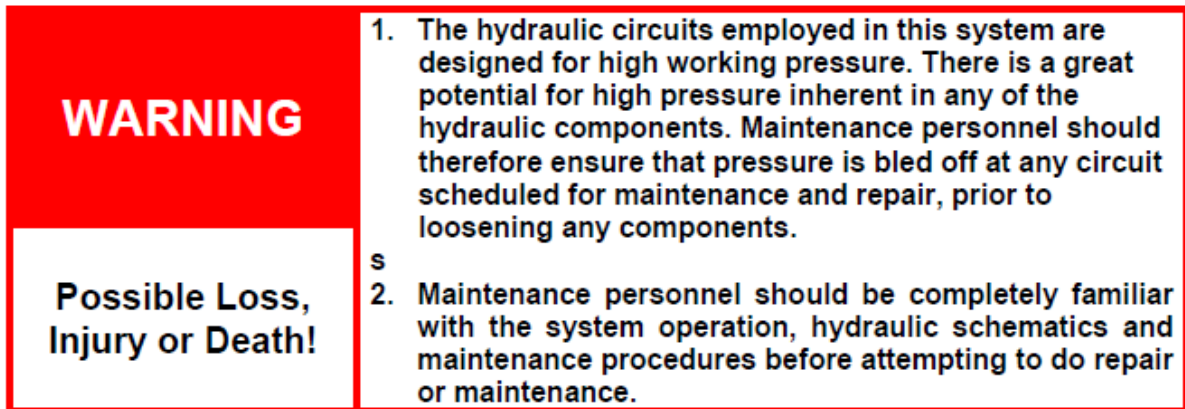 WARNING
Possible Loss,
Injury or Death!
1. The hydraulic circuits employed in this system are
designed for high working pressure. There is a great
potential for high pressure inherent in any of the
hydraulic components. Maintenance personnel should
therefore ensure that pressure is bled off at any circuit
scheduled for maintenance and repair, prior to
loosening any components.
s
2. Maintenance personnel should be completely familiar
with the system operation, hydraulic schematics and
maintenance procedures before attempting to do repair
or maintenance.